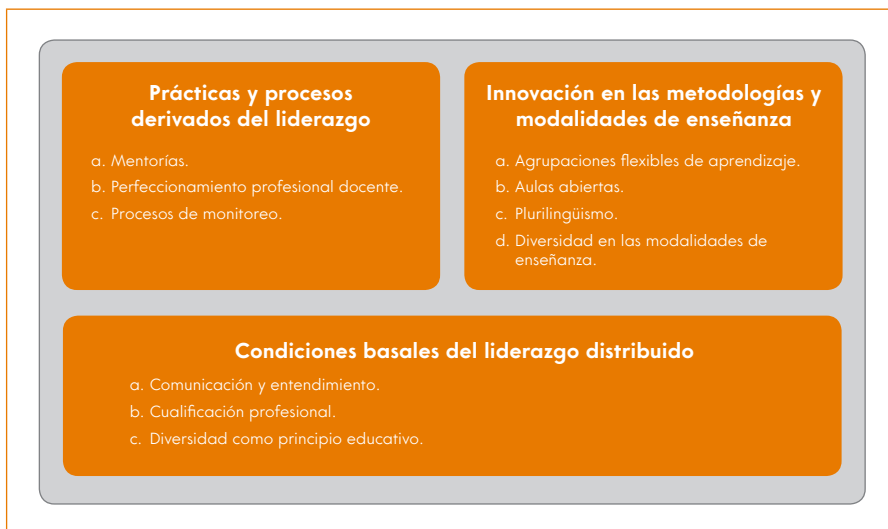 Prácticas y procesos
derivados del liderazgo
a. Mentorías.
b. Perfeccionamiento profesional docente.
c. Procesos de monitoreo.
Innovación en las metodologías y
modalidades de enseñanza
a. Agrupaciones flexibles de aprendizaje.
b. Aulas abiertas.
c. Plurilingüismo.
d. Diversidad en las modalidades de
enseñanza.
Condiciones basales del liderazgo distribuido
a. Comunicación y entendimiento.
b. Cualificación profesional.
c. Diversidad como principio educativo.